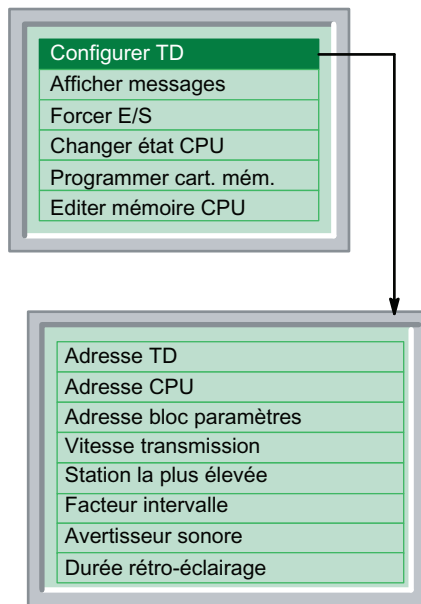 Configurer TD
Afficher messages
Forcer E/S
Changer état CPU
Programmer cart. mém.
Editer mémoire CPU
Adresse TD
Adresse CPU
Adresse bloc paramètres
Vitesse transmission
Station la plus élevée
Facteur intervalle
Avertisseur sonore
Durée rétro-éclairage